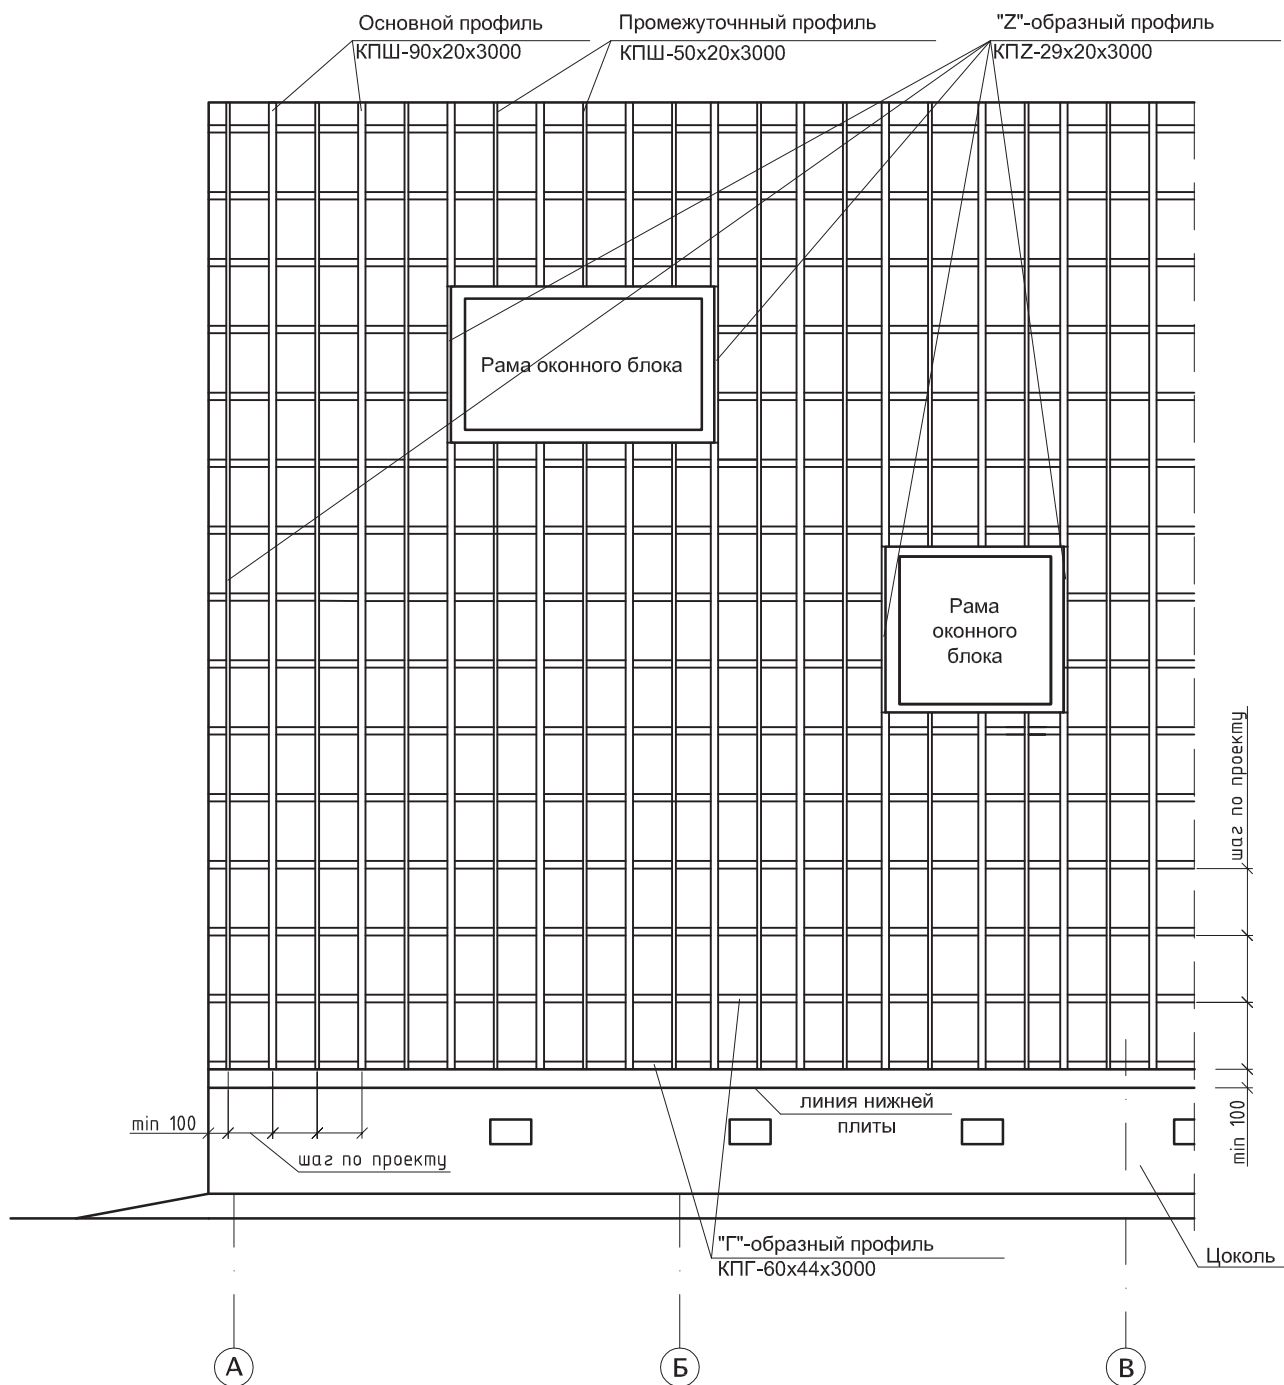 Основной профиль
КПШ-90х20х3000
Промежуточнный профиль
КПШ-50х20х3000
"Z"-образный профиль
КПZ-29х20х3000
Рама оконного блока
Рама
оконного
блока
шаг по проекту
min 100
линия нижней
плиты
min 100
шаг по проекту
"Г"-образный профиль
КПГ-60х44х3000
Цоколь
А
Б
В